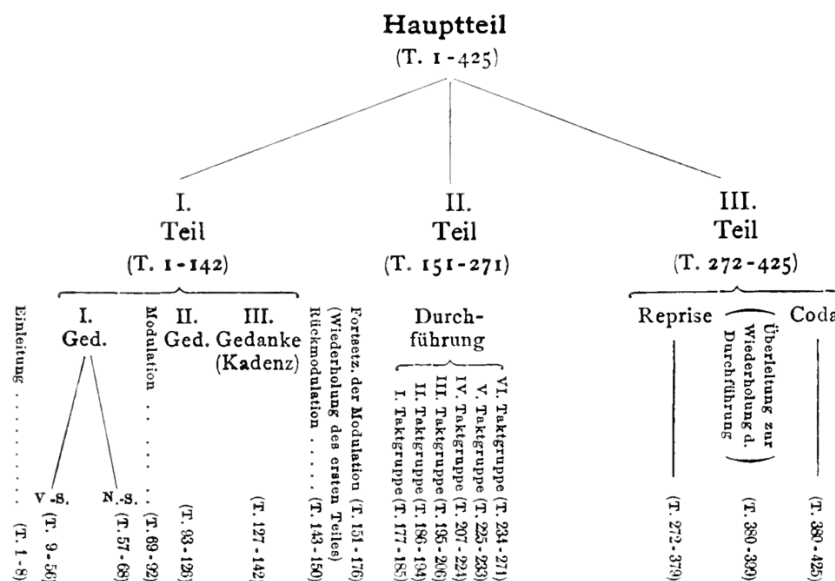 Hauptteil
(T. 1-425)
I.
Teil
(T. 1-142)
II.
Teil
(T. 151-271)
III.
Teil
(T. 272-425)
Einleitung . . . . . . . . . . . (T. 1-8)
I.
Ged.
V.-S.
(T. 9-56)
N.-S.
(T. 57-68)
Modulation . . . . . (T. 69-92)
II.
Ged.
(T. 93-126)
III.
Gedanke
(Kadenz)
(T. 127-142)
Rückmodulation . . . . . (T. 143-150)
(Wiederholung des ersten Teiles)
Fortsetz. der Modulation (T. 151-176)
Durch-
führung
I. Taktgruppe (T. 177-185)
II. Taktgruppe (T. 186-194)
III. Taktgruppe (T. 195-206)
IV. Taktgruppe (T. 207-224)
V. Taktgruppe (T. 225-233)
VI. Taktgruppe (T. 234-271)
Reprise
(T. 272-379)
(Überleitung zur
Wiederholung d.
Durchführung)
(T. 380-399)
Coda
(T. 380-425)